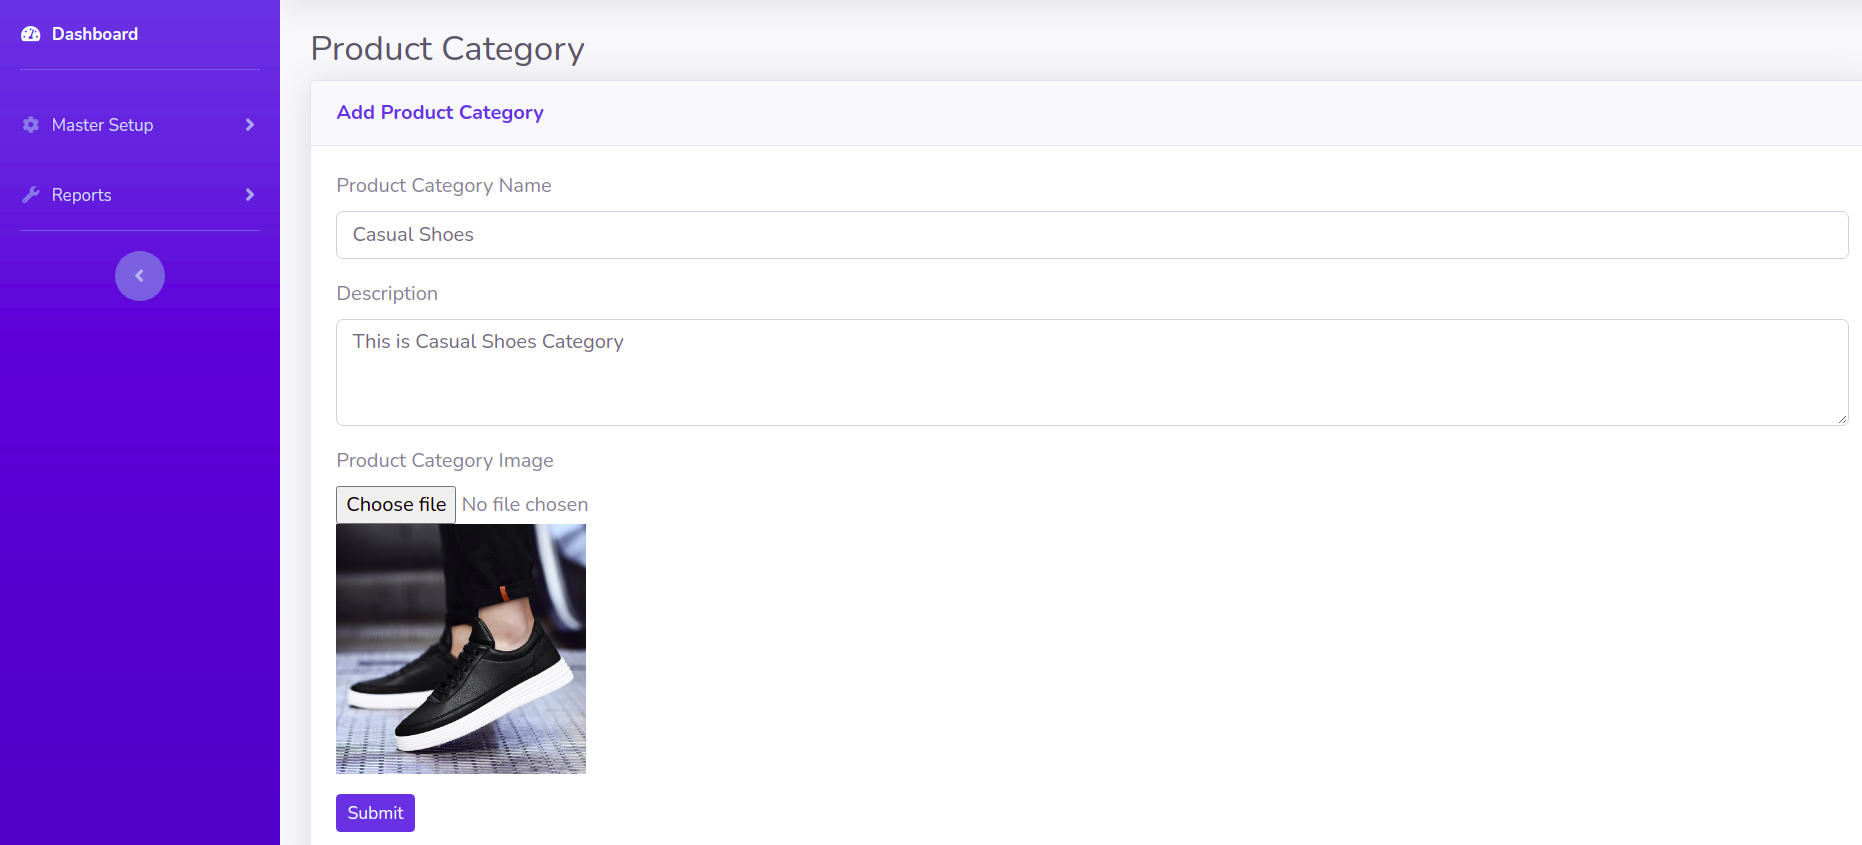 Dashboard
Master Setup
Reports
Product Category
Add Product Category
Product Category Name
Casual Shoes
Description
This is Casual Shoes Category
Product Category Image
Choose file No file chosen
Submit